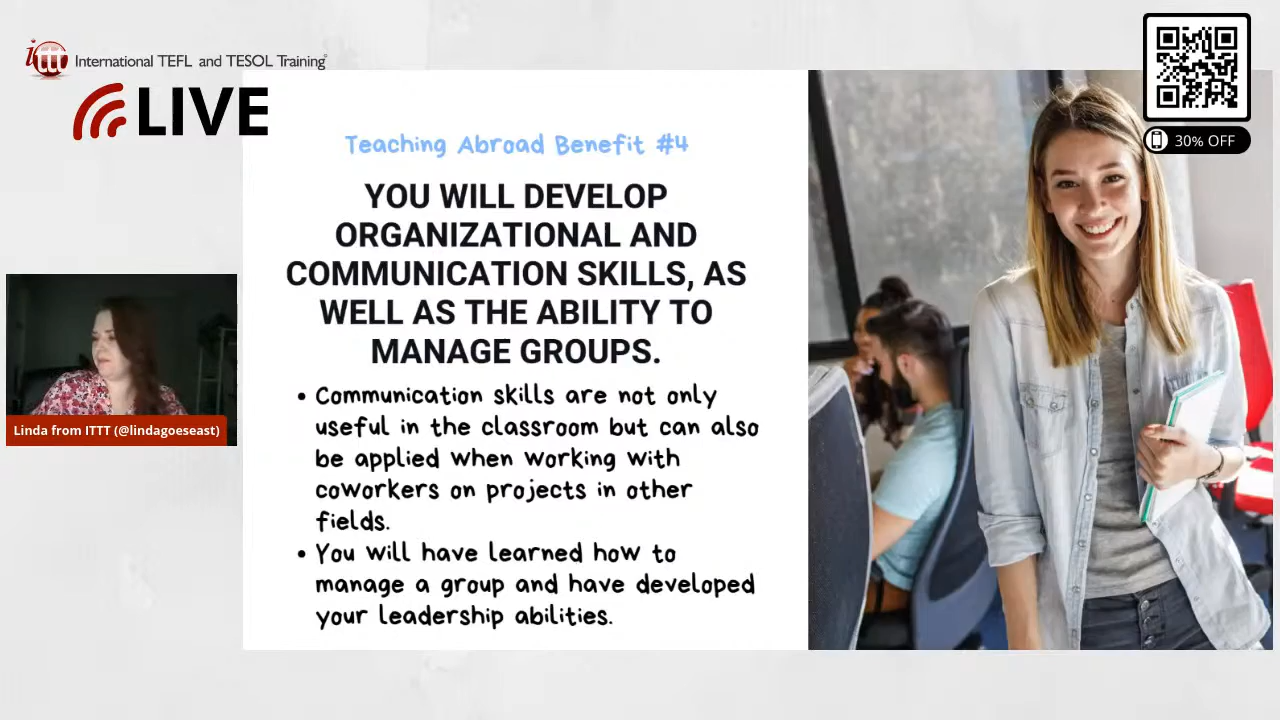 ittt International TEFL and TESOL Training
LIVE
30% OFF
Teaching Abroad Benefit #4
YOU WILL DEVELOP
ORGANIZATIONAL AND
COMMUNICATION SKILLS, AS
WELL AS THE ABILITY TO
MANAGE GROUPS.
• Communication skills are not only
useful in the classroom but can also
be applied when working with
coworkers on projects in other
fields.
• You will have learned how to
manage a group and have developed
your leadership abilities.
Linda from ITTT (@lindagoeseast)